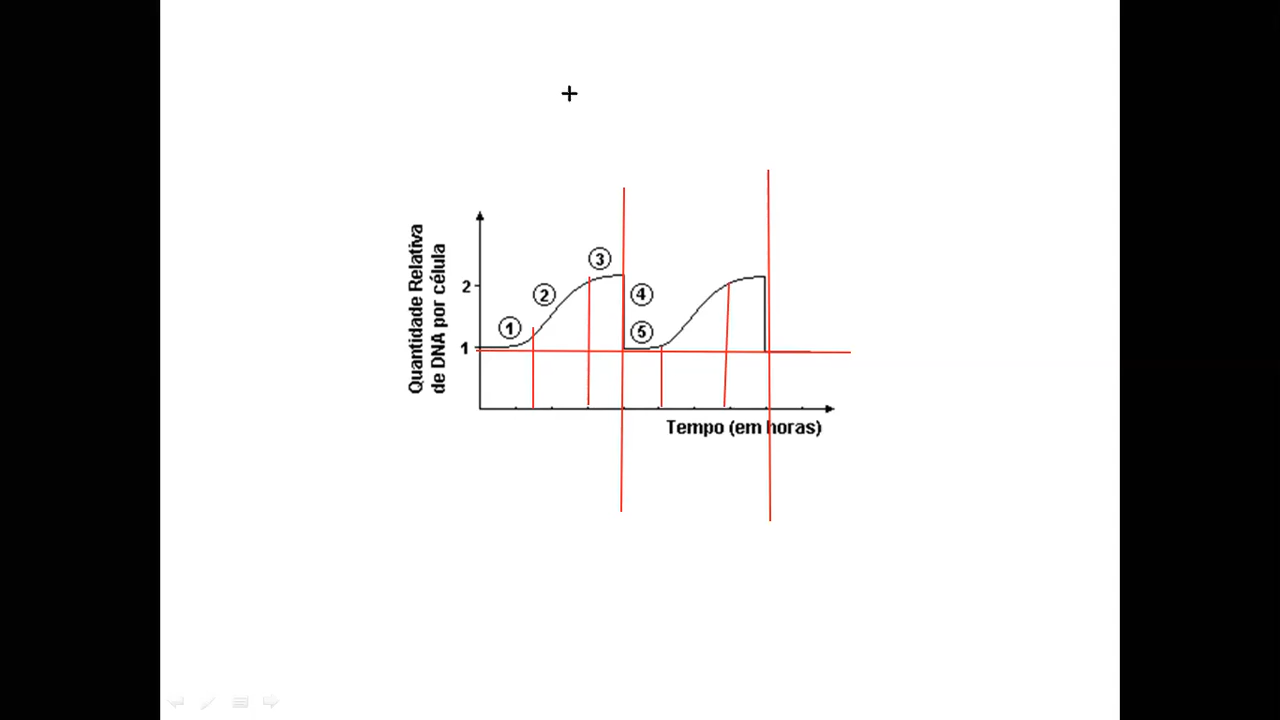 Quantidade Relativa
de DNA por célula
2
1
1
2
3
4
5
Tempo (em horas)